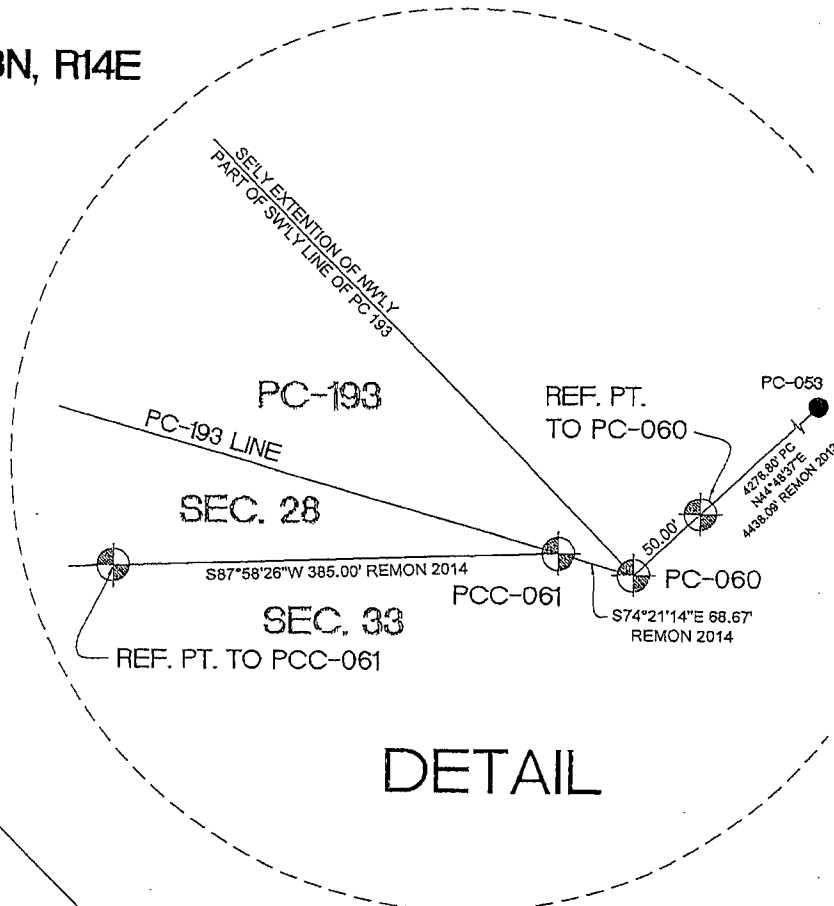 3N, R14E
SE'LY EXTENTION OF NW'LY
PART OF SW'LY LINE OF PC 193
PC-193
PC-193 LINE
REF. PT.
TO PC-060
PC-053
4276.80' PC
N44°48'37"E
4438.09' REMON 2013
50.00'
SEC. 28
S87°58'26"W 385.00' REMON 2014
PCC-061
PC-060
S74°21'14"E 68.67'
REMON 2014
SEC. 33
REF. PT. TO PCC-061
DETAIL